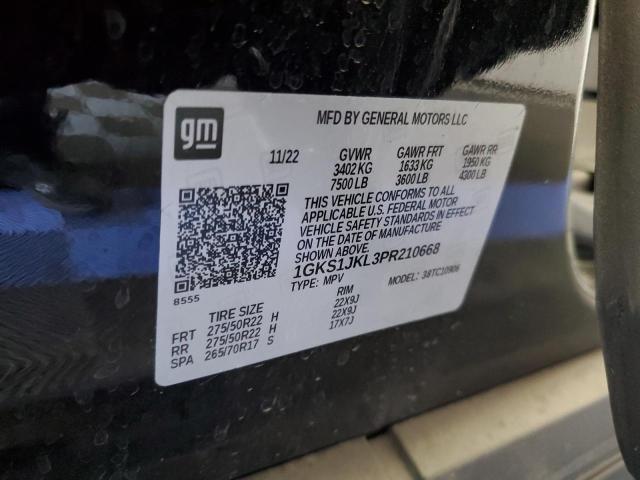 gm
MFD BY GENERAL MOTORS LLC
11/22 GVWR GAWR FRT GAWR RR
3402 KG 1633 KG 1950 KG
7500 LB 3600 LB 4300 LB
THIS VEHICLE CONFORMS TO ALL
APPLICABLE U.S. FEDERAL MOTOR
VEHICLE SAFETY STANDARDS IN EFFECT
ON THE DATE OF MANUFACTURE
SHOWN ABOVE.
1GKS1JKL3PR210668
8555
TYPE: MPV MODEL: 38TC10906
TIRE SIZE RIM
FRT 275/50R22 H 22X9J
RR 275/50R22 H 22X9J
SPA 265/70R17 S 17X7J